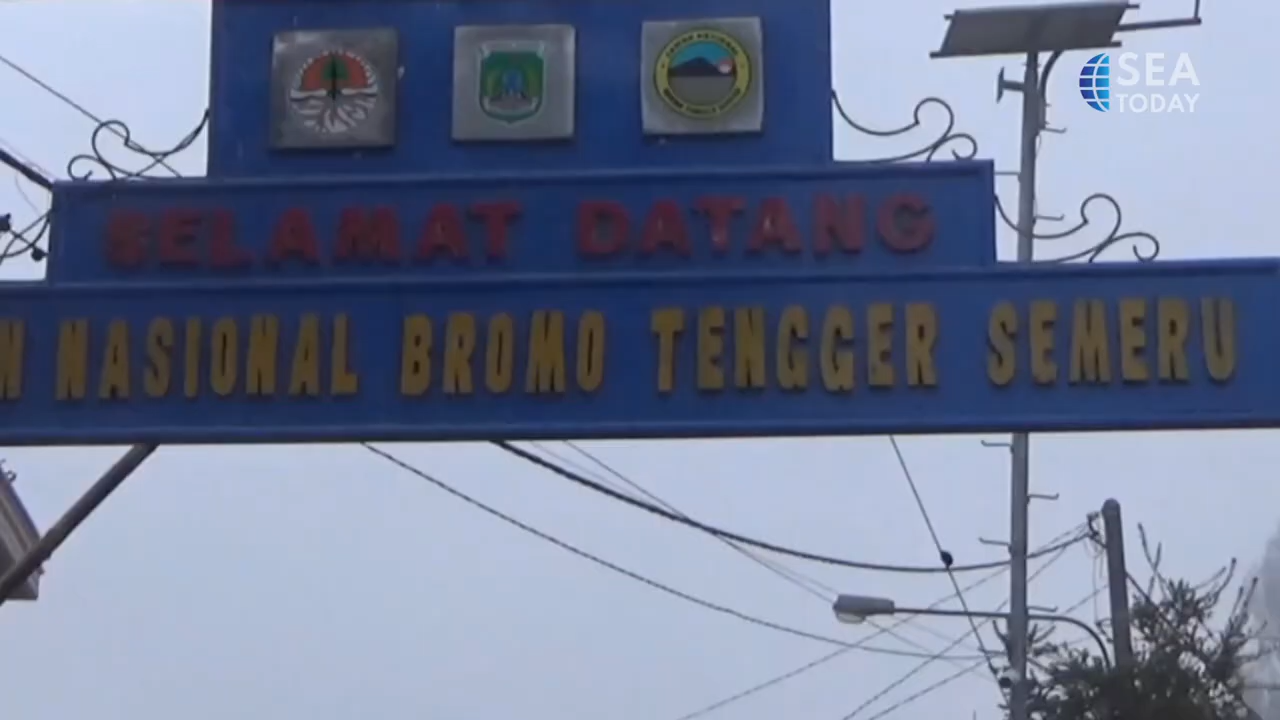 SEA
TODAY
SELAMAT DATANG
N NASIONAL BROMO TENGGER SEMERU